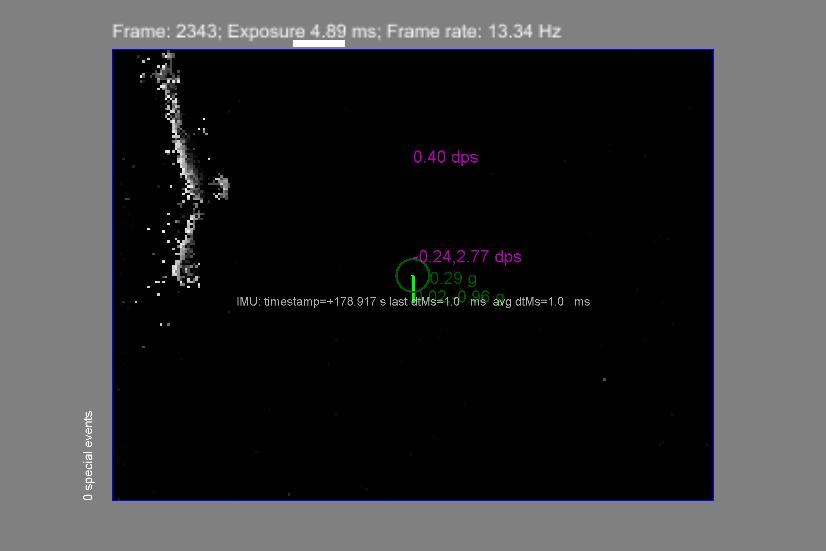 Frame: 2343; Exposure 4.89 ms; Frame rate: 13.34 Hz
0.40 dps
-0.24,2.77 dps
0.29 g
0.96 g
IMU: timestamp=+178.917 s last dtMs=1.0 ms avg dtMs=1.0 ms
0 special events